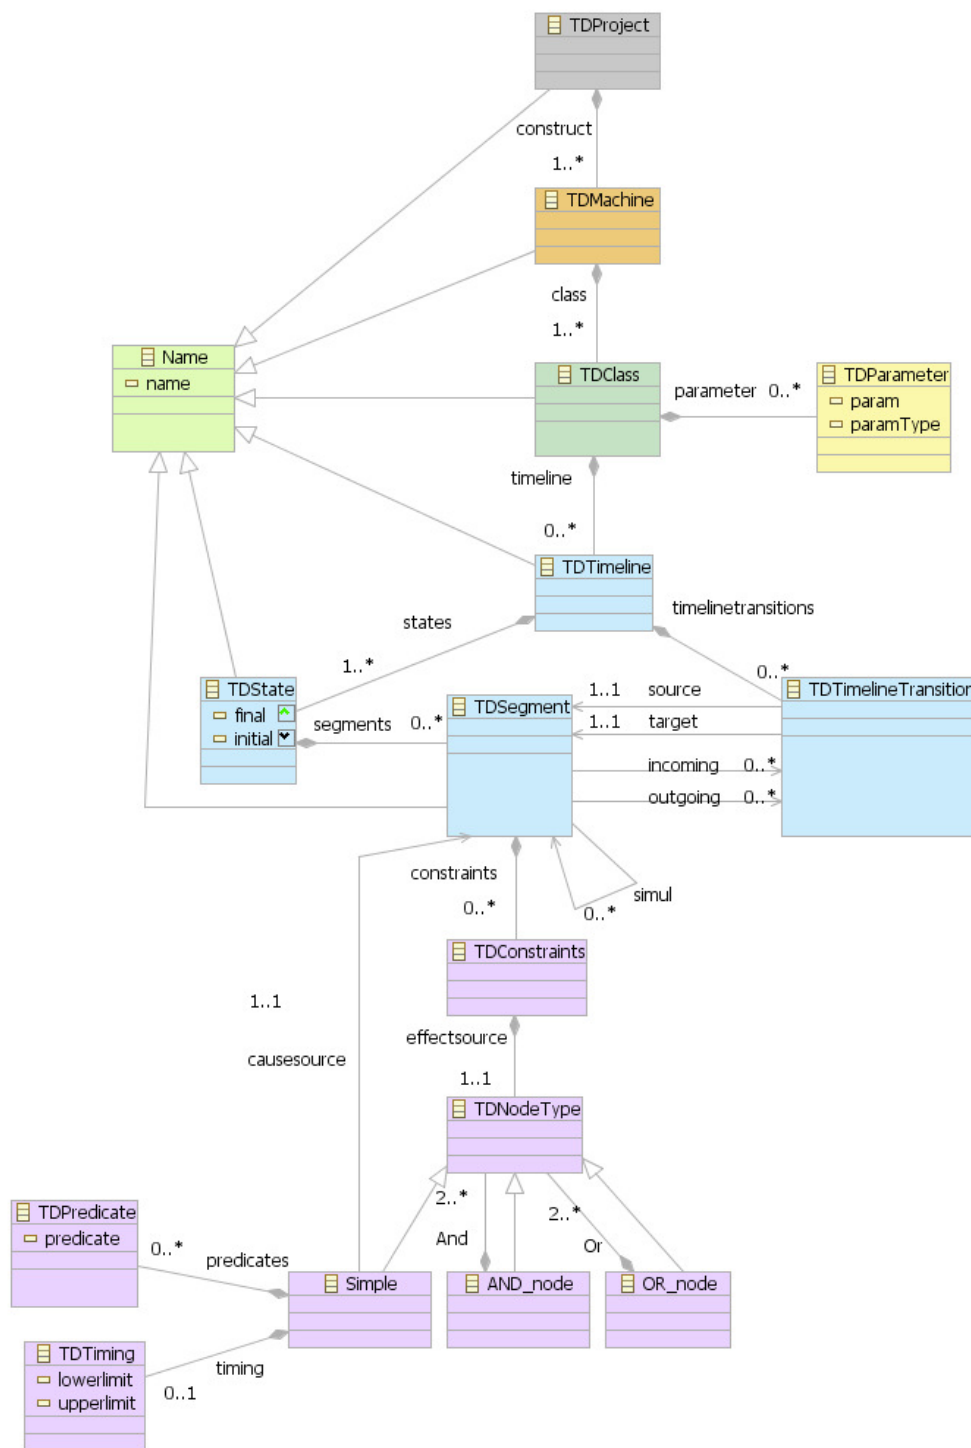 TDProject
construct
1..*
TDMachine
class
1..*
Name
name
TDClass
parameter 0..*
TDParameter
param
paramType
timeline
0..*
TDTimeline
states
timelinetransitions
1..*
0..*
TDState
final
initial
segments 0..*
TDSegment
1..1 source
1..1 target
incoming 0..*
outgoing 0..*
TDTimelineTransition
constraints
0..*
simul
0..*
TDConstraints
1..1
causesource
effectsource
1..1
TDNodeType
2..*
And
2..*
Or
TDPredicate
predicate
0..*
predicates
Simple
AND_node
OR_node
TDTiming
lowerlimit
upperlimit
timing
0..1